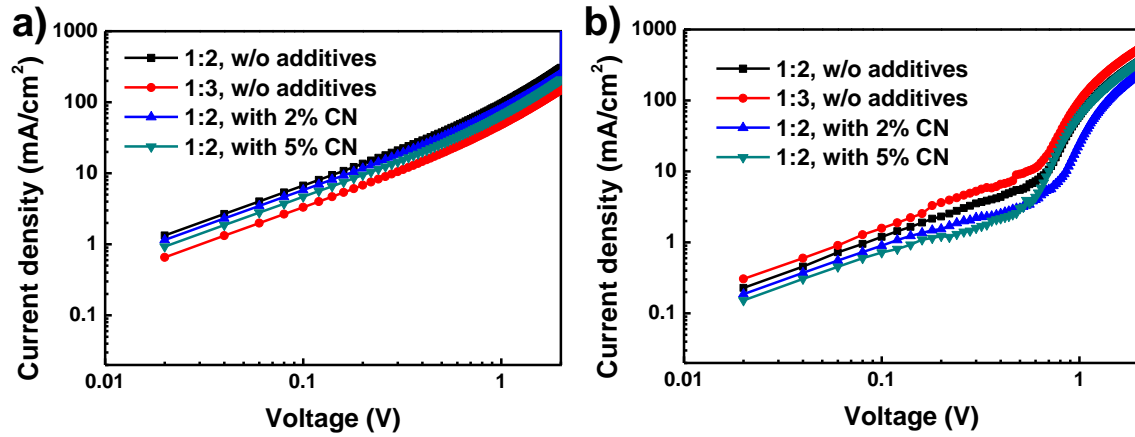 a)
Current density (mA/cm²)
1000
100
10
1
0.1
1:2, w/o additives
1:3, w/o additives
1:2, with 2% CN
1:2, with 5% CN
0.01
0.1
1
Voltage (V)
b)
Current density (mA/cm²)
1000
100
10
1
0.1
1:2, w/o additives
1:3, w/o additives
1:2, with 2% CN
1:2, with 5% CN
0.01
0.1
1
Voltage (V)